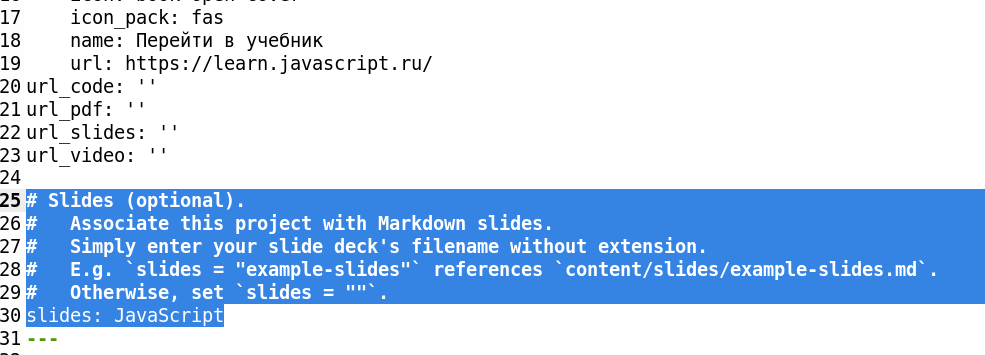 17    icon_pack: fas
18    name: Перейти в учебник
19    url: https://learn.javascript.ru/
20 url_code: ''
21 url_pdf: ''
22 url_slides: ''
23 url_video: ''
24
25 # Slides (optional).
26 #   Associate this project with Markdown slides.
27 #   Simply enter your slide deck's filename without extension.
28 #   E.g. `slides = "example-slides"` references `content/slides/example-slides.md`.
29 #   Otherwise, set `slides = ""`.
30 slides: JavaScript
31 ---